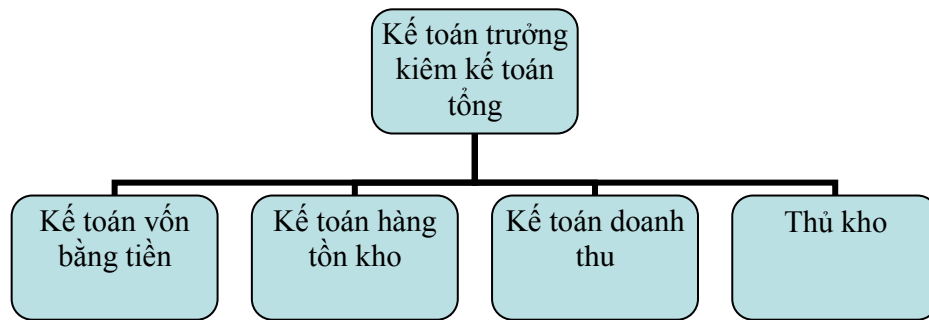 Kế toán trưởng
kiêm kế toán
tổng
Kế toán vốn
bằng tiền
Kế toán hàng
tồn kho
Kế toán doanh
thu
Thủ kho